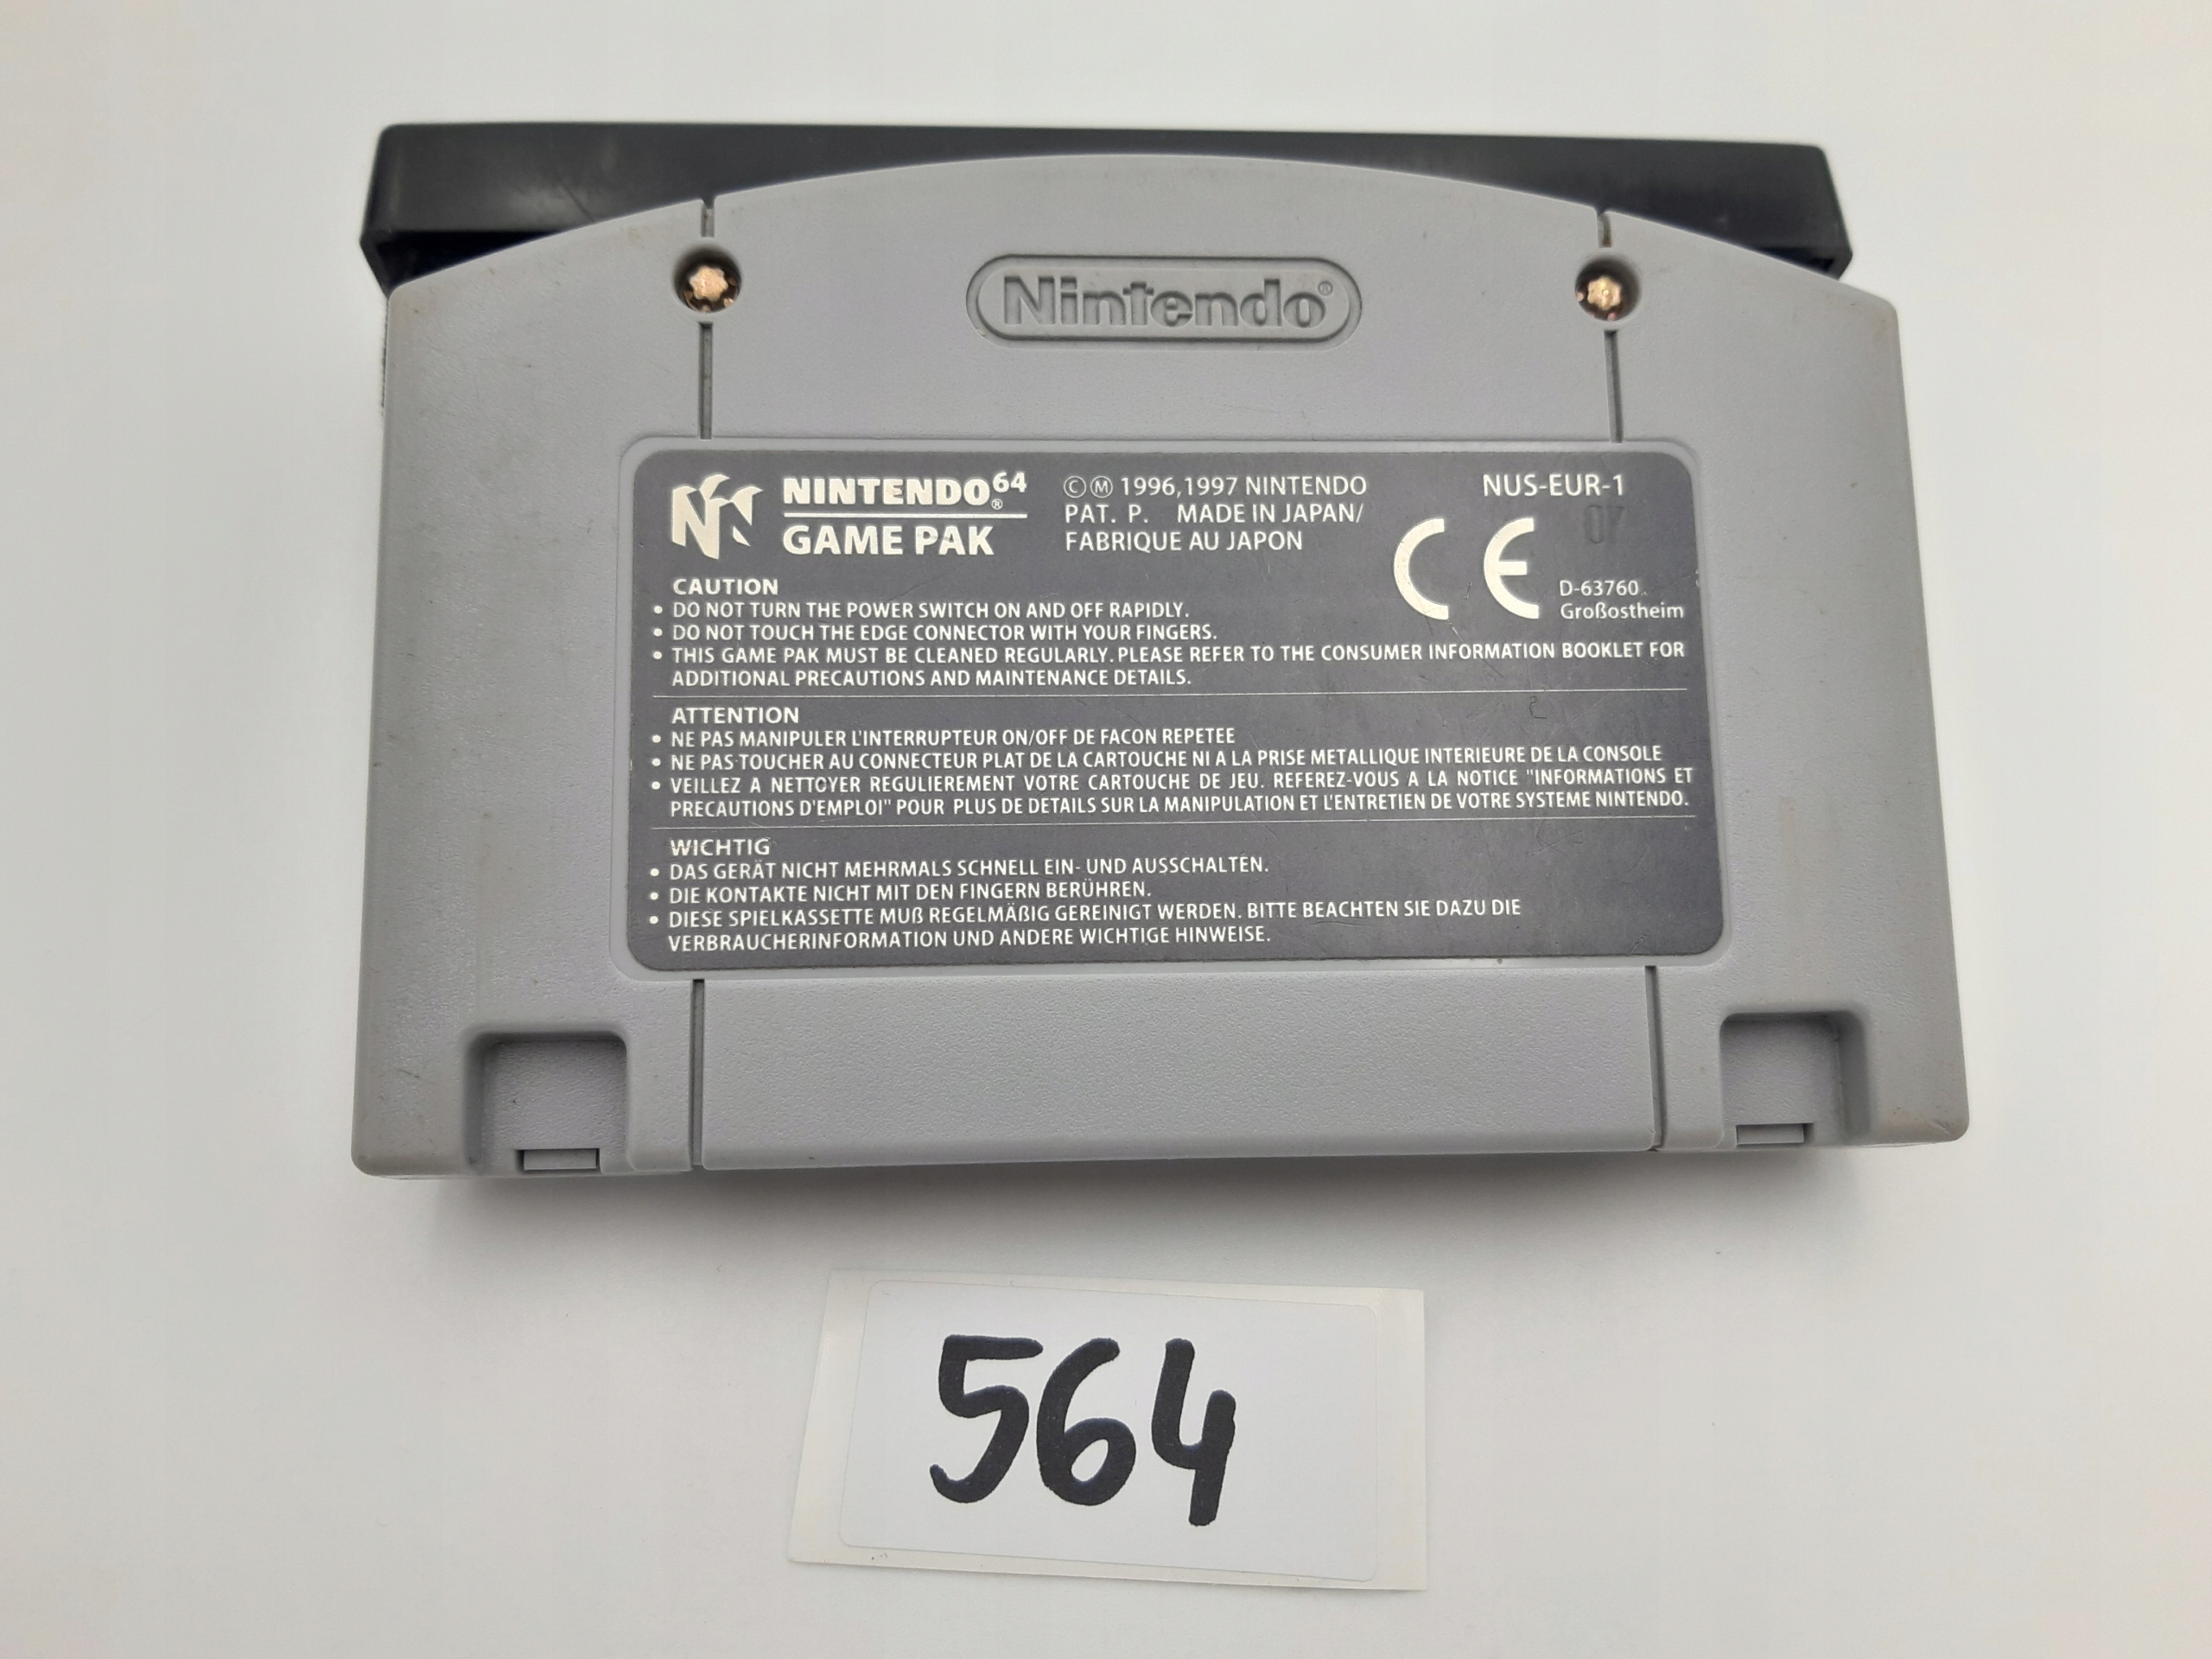 Nintendo®
NINTENDO64®
GAME PAK
©Ⓜ 1996,1997 NINTENDO
PAT. P. MADE IN JAPAN/
FABRIQUE AU JAPON
NUS-EUR-1
CE
D-63760
Großostheim
CAUTION
• DO NOT TURN THE POWER SWITCH ON AND OFF RAPIDLY.
• DO NOT TOUCH THE EDGE CONNECTOR WITH YOUR FINGERS.
• THIS GAME PAK MUST BE CLEANED REGULARLY. PLEASE REFER TO THE CONSUMER INFORMATION BOOKLET FOR
ADDITIONAL PRECAUTIONS AND MAINTENANCE DETAILS.
ATTENTION
• NE PAS MANIPULER L'INTERRUPTEUR ON/OFF DE FACON REPETEE
• NE PAS TOUCHER AU CONNECTEUR PLAT DE LA CARTOUCHE NI A LA PRISE METALLIQUE INTERIEURE DE LA CONSOLE
• VEILLEZ A NETTOYER REGULIEREMENT VOTRE CARTOUCHE DE JEU. REFEREZ-VOUS A LA NOTICE "INFORMATIONS ET
PRECAUTIONS D'EMPLOI" POUR PLUS DE DETAILS SUR LA MANIPULATION ET L'ENTRETIEN DE VOTRE SYSTEME NINTENDO.
WICHTIG
• DAS GERÄT NICHT MEHRMALS SCHNELL EIN- UND AUSSCHALTEN.
• DIE KONTAKTE NICHT MIT DEN FINGERN BERÜHREN.
• DIESE SPIELKASSETTE MUß REGELMÄßIG GEREINIGT WERDEN. BITTE BEACHTEN SIE DAZU DIE
VERBRAUCHERINFORMATION UND ANDERE WICHTIGE HINWEISE.
564